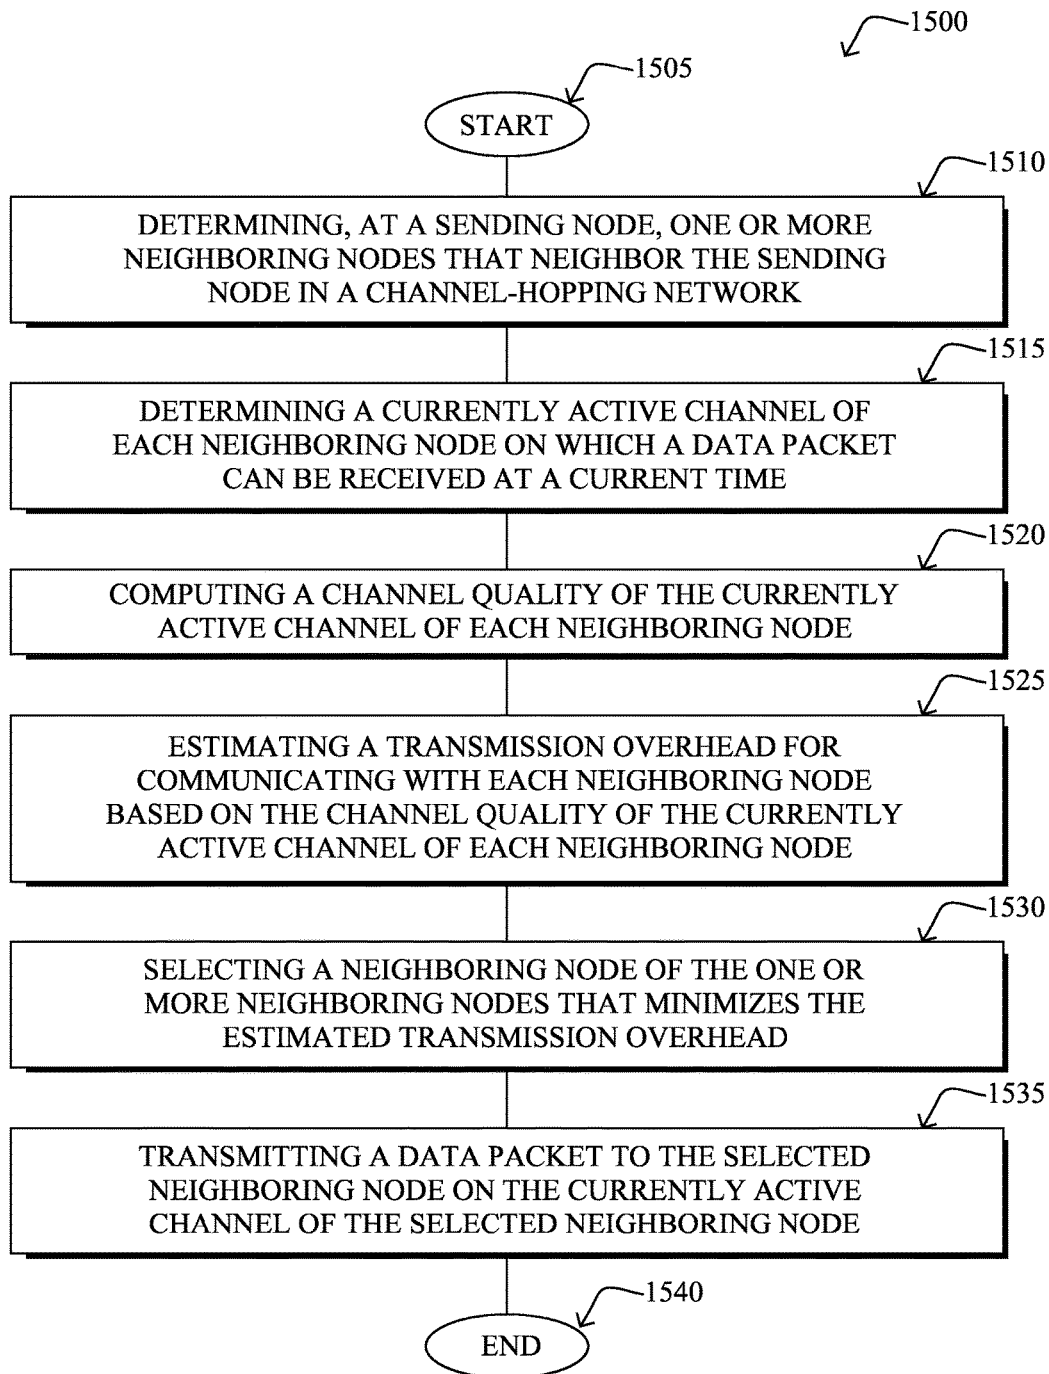 1500
1505
START
1510
DETERMINING, AT A SENDING NODE, ONE OR MORE
NEIGHBORING NODES THAT NEIGHBOR THE SENDING
NODE IN A CHANNEL-HOPPING NETWORK
1515
DETERMINING A CURRENTLY ACTIVE CHANNEL OF
EACH NEIGHBORING NODE ON WHICH A DATA PACKET
CAN BE RECEIVED AT A CURRENT TIME
1520
COMPUTING A CHANNEL QUALITY OF THE CURRENTLY
ACTIVE CHANNEL OF EACH NEIGHBORING NODE
1525
ESTIMATING A TRANSMISSION OVERHEAD FOR
COMMUNICATING WITH EACH NEIGHBORING NODE
BASED ON THE CHANNEL QUALITY OF THE CURRENTLY
ACTIVE CHANNEL OF EACH NEIGHBORING NODE
1530
SELECTING A NEIGHBORING NODE OF THE ONE OR
MORE NEIGHBORING NODES THAT MINIMIZES THE
ESTIMATED TRANSMISSION OVERHEAD
1535
TRANSMITTING A DATA PACKET TO THE SELECTED
NEIGHBORING NODE ON THE CURRENTLY ACTIVE
CHANNEL OF THE SELECTED NEIGHBORING NODE
1540
END